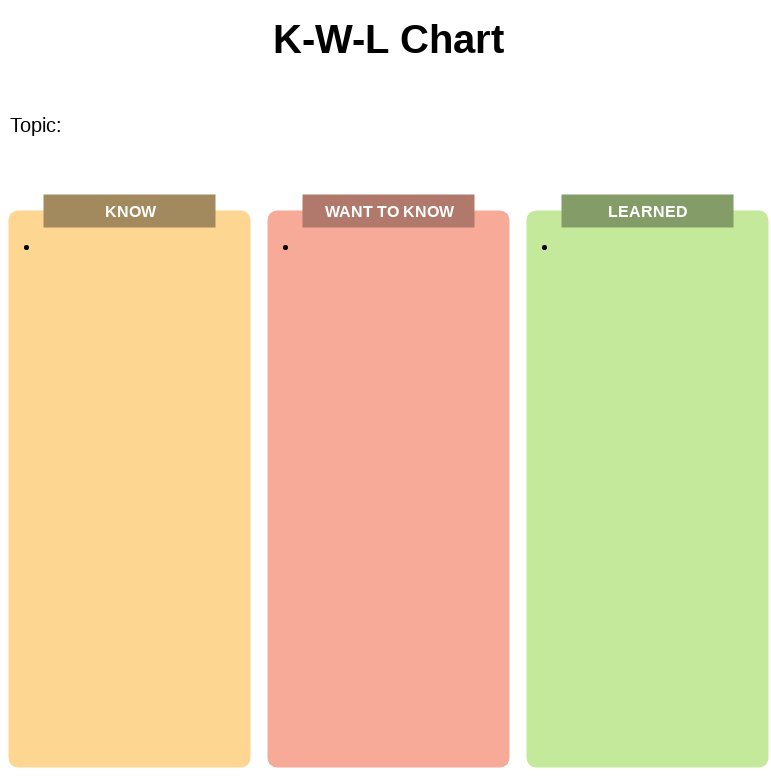 K-W-L Chart
Topic:
KNOW
WANT TO KNOW
LEARNED